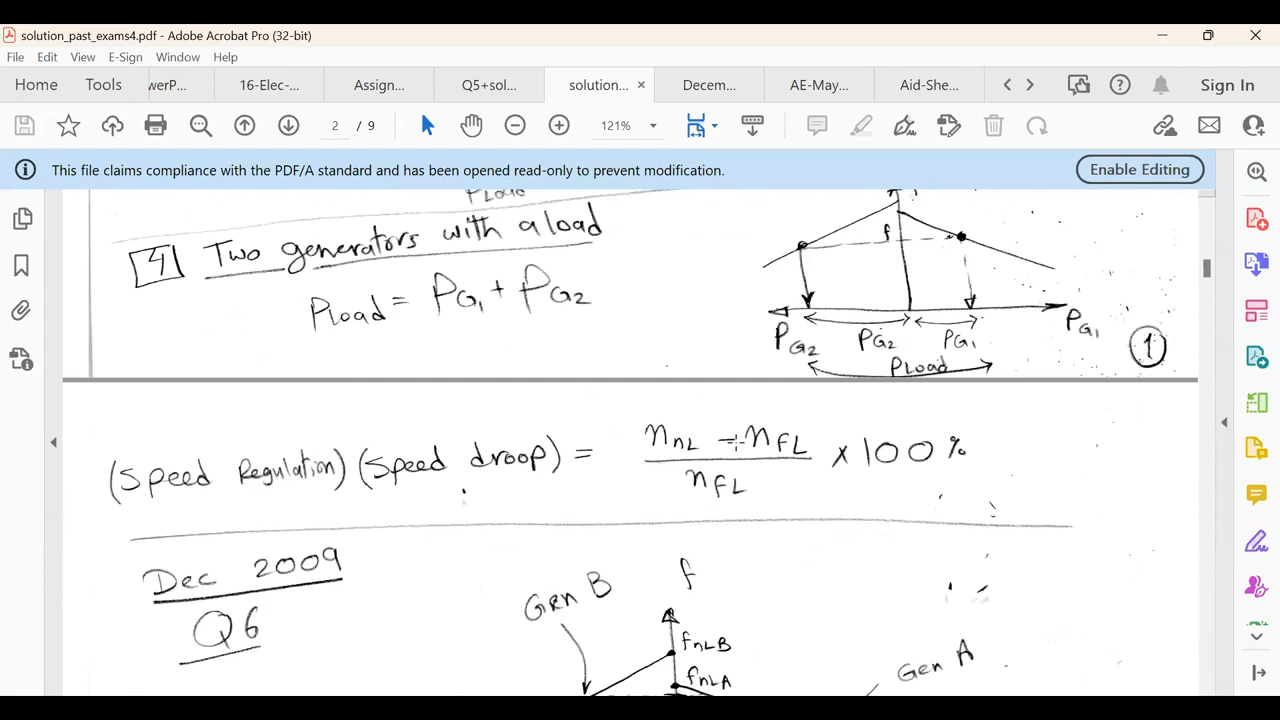 solution_past_exams4.pdf - Adobe Acrobat Pro (32-bit)
File Edit View E-Sign Window Help
Home Tools werP... 16-Elec-... Assign... Q5+sol... solution... × Decem... AE-May... Aid-She... Sign In
2 / 9 121%
This file claims compliance with the PDF/A standard and has been opened read-only to prevent modification. Enable Editing
PLoad
4 Two generators with a load
PLoad = PG1 + PG2
f
PG2 PG2 PG1 PG1
PLoad
1
(Speed Regulation) (Speed droop) = nnL - nFL / nFL × 100%
Dec 2009
Q6
Gen B f
fnLB
fnLA
Gen A